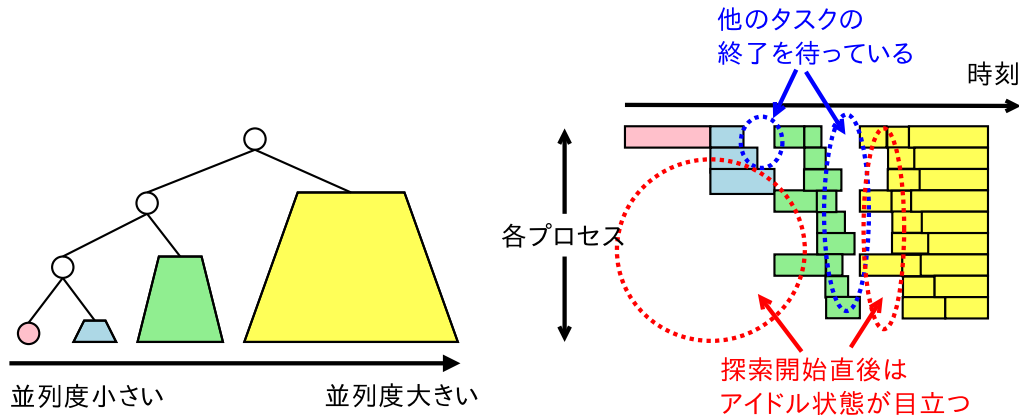 他のタスクの
終了を待っている
時刻
各プロセス
並列度小さい
並列度大きい
探索開始直後は
アイドル状態が目立つ